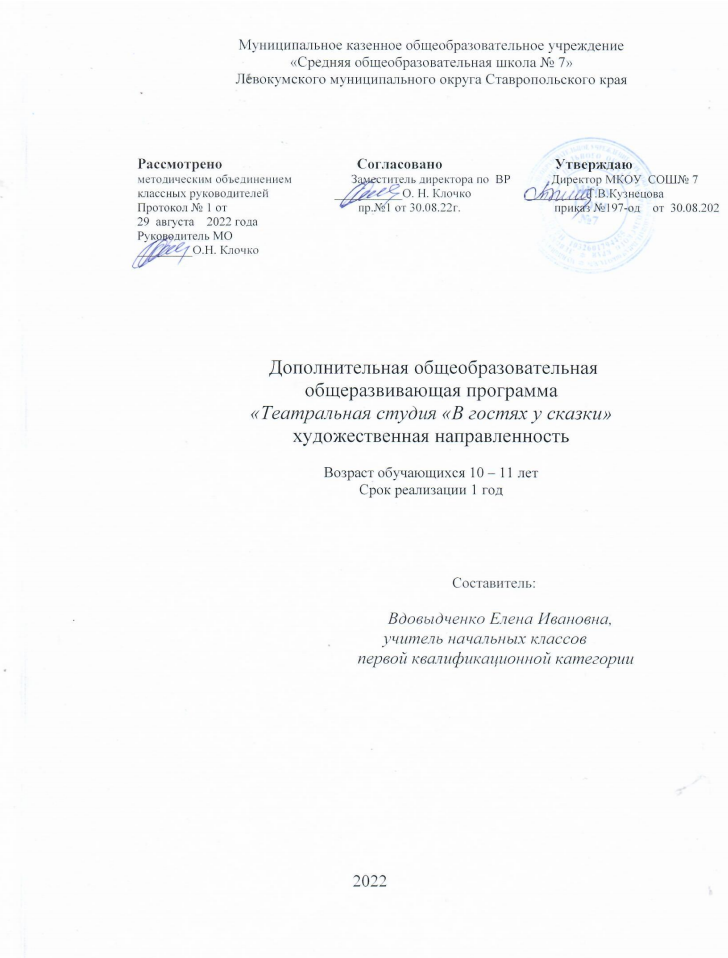 Муниципальное казенное общеобразовательное учреждение
«Средняя общеобразовательная школа № 7»
Левокумского муниципального округа Ставропольского края
Рассмотрено
методическим объединением
классных руководителей
Протокол № 1 от
29 августа 2022 года
Руководитель МО
О.Н. Клочко
Согласовано
Заместитель директора по ВР
О. Н. Клочко
пр.№1 от 30.08.22г.
Утверждаю
Директор МКОУ СОШ№ 7
Т.В.Кузнецова
приказ №197-од от 30.08.202
Дополнительная общеобразовательная
общеразвивающая программа
«Театральная студия «В гостях у сказки»
художественная направленность
Возраст обучающихся 10 – 11 лет
Срок реализации 1 год
Составитель:
Вдовыдченко Елена Ивановна,
учитель начальных классов
первой квалификационной категории
2022